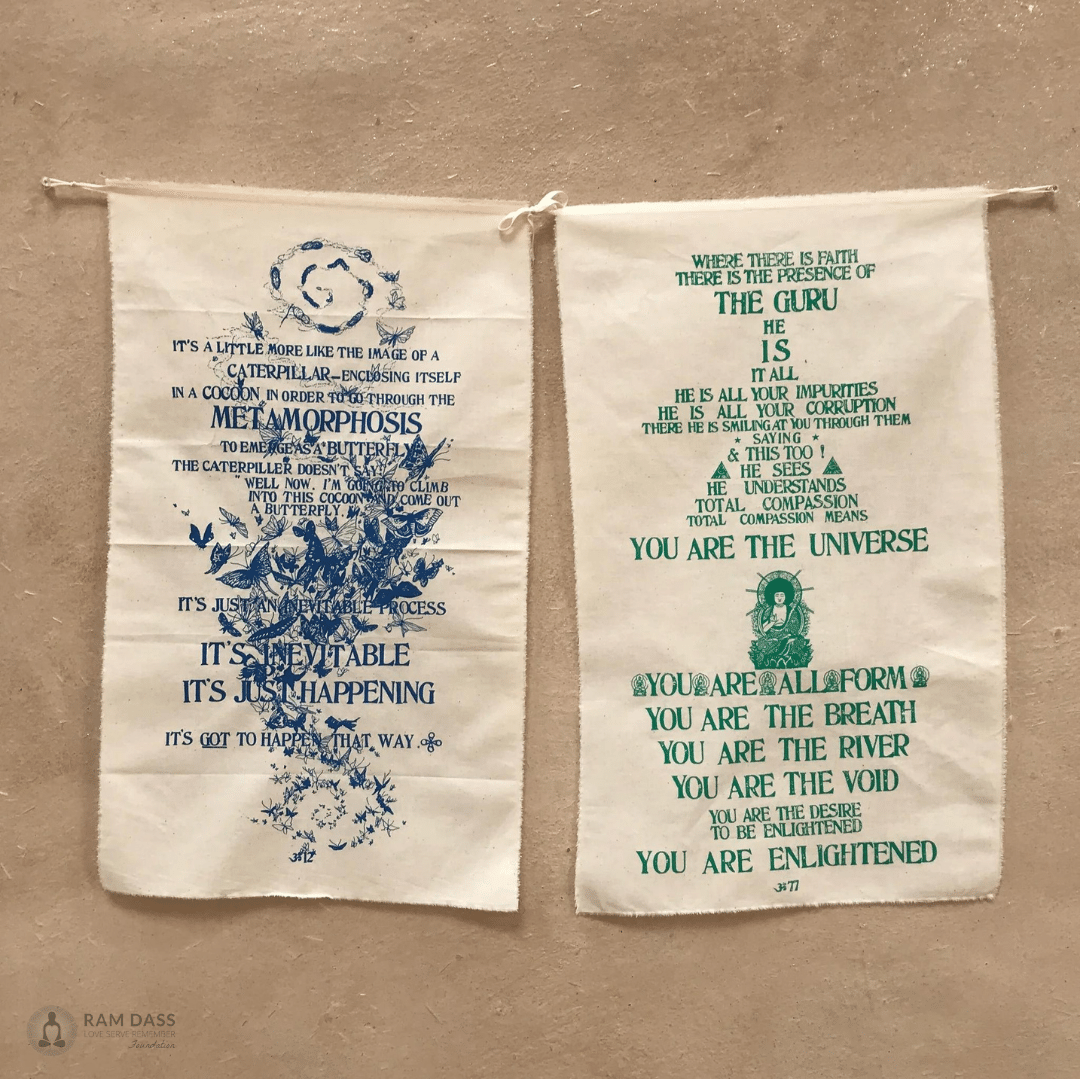 IT'S A LITTLE MORE LIKE THE IMAGE OF A
CATERPILLAR—ENCLOSING ITSELF
IN A COCOON IN ORDER TO GO THROUGH THE
METAMORPHOSIS
TO EMERGE AS A BUTTERFLY
THE CATERPILLER DOESN'T SAY:
"WELL NOW. I'M GOING TO CLIMB
INTO THIS COCOON AND COME OUT
A BUTTERFLY.
IT'S JUST AN INEVITABLE PROCESS
IT'S INEVITABLE
IT'S JUST HAPPENING
IT'S GOT TO HAPPEN THAT WAY.
ॐ 12
WHERE THERE IS FAITH
THERE IS THE PRESENCE OF
THE GURU
HE
IS
IT ALL
HE IS ALL YOUR IMPURITIES
HE IS ALL YOUR CORRUPTION
THERE HE IS SMILING AT YOU THROUGH THEM
* SAYING *
& THIS TOO !
HE SEES
HE UNDERSTANDS
TOTAL COMPASSION
TOTAL COMPASSION MEANS
YOU ARE THE UNIVERSE
YOU ARE ALL FORM
YOU ARE THE BREATH
YOU ARE THE RIVER
YOU ARE THE VOID
YOU ARE THE DESIRE
TO BE ENLIGHTENED
YOU ARE ENLIGHTENED
ॐ 77
RAM DASS
LOVE SERVE REMEMBER
Foundation